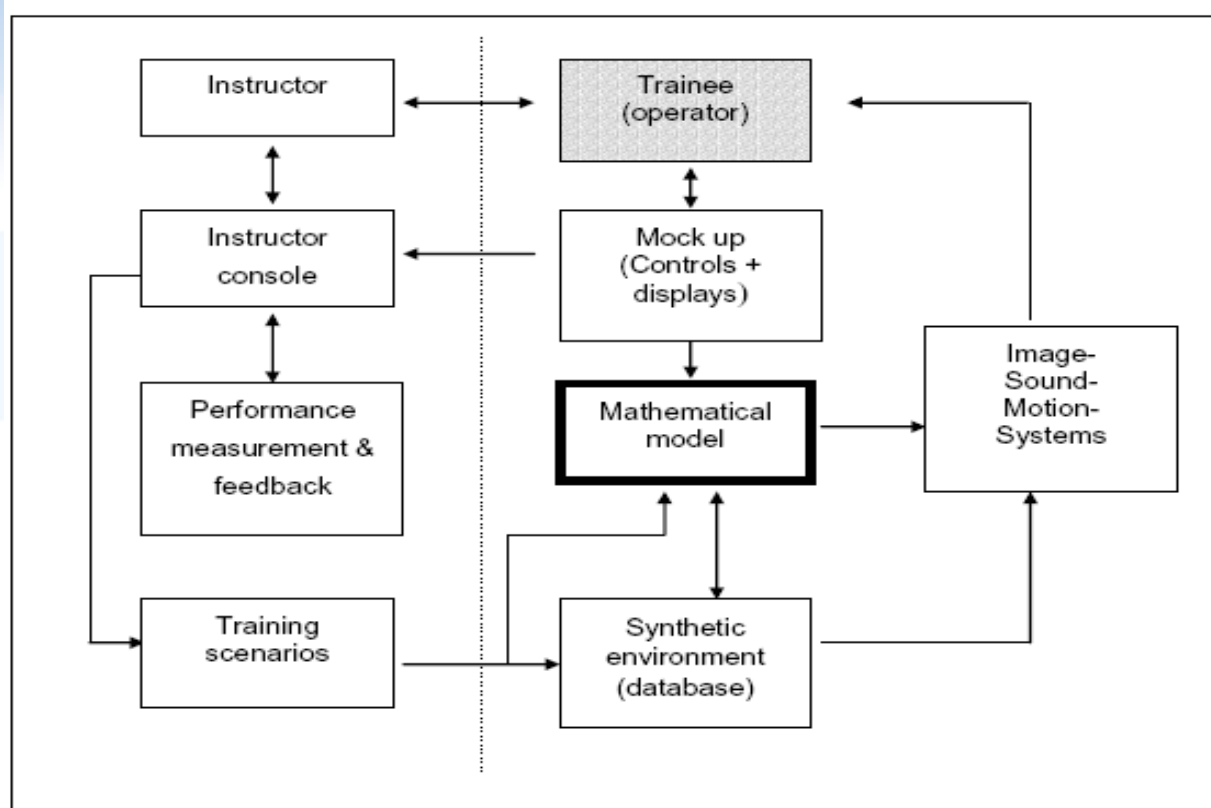 Instructor
Trainee
(operator)
Instructor
console
Mock up
(Controls +
displays)
Image-
Sound-
Motion-
Systems
Performance
measurement &
feedback
Mathematical
model
Training
scenarios
Synthetic
environment
(database)